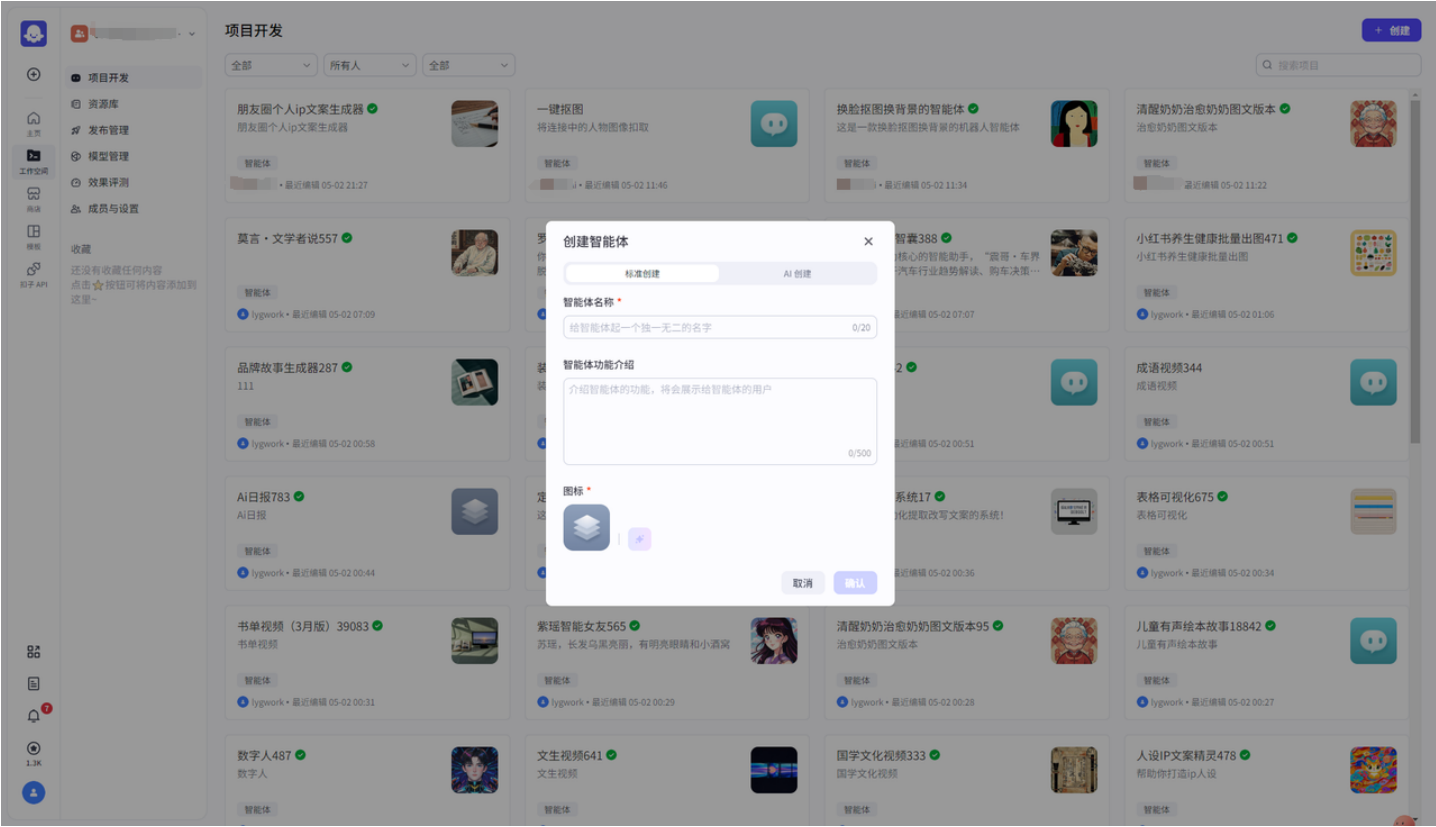 项目开发
+ 创建
全部
所有人
全部
搜索项目
主页
工作空间
商店
模板
扣子 API
7
1.3K
项目开发
资源库
发布管理
模型管理
效果评测
成员与设置
收藏
还没有收藏任何内容
点击⭐按钮可将内容添加到
这里~
朋友圈个人ip文案生成器
朋友圈个人ip文案生成器
智能体
• 最近编辑 05-02 21:27
一键抠图
将连接中的人物图像扣取
智能体
• 最近编辑 05-02 11:46
换脸抠图换背景的智能体
这是一款换脸抠图换背景的机器人智能体
智能体
• 最近编辑 05-02 11:34
清醒奶奶治愈奶奶图文版本
治愈奶奶图文版本
智能体
最近编辑 05-02 11:22
莫言・文学者说557
智能体
lygwork • 最近编辑 05-02 07:09
智囊388
核心的智能助手，“震哥・车界
汽车行业趋势解读、购车决策…
最近编辑 05-02 07:07
小红书养生健康批量出图471
小红书养生健康批量出图
智能体
lygwork • 最近编辑 05-02 01:06
创建智能体
标准创建
AI 创建
智能体名称 *
给智能体起一个独一无二的名字
0/20
智能体功能介绍
介绍智能体的功能，将会展示给智能体的用户
0/500
图标 *
取消
确认
品牌故事生成器287
111
智能体
lygwork • 最近编辑 05-02 00:58
2
最近编辑 05-02 00:51
成语视频344
成语视频
智能体
lygwork • 最近编辑 05-02 00:51
Ai日报783
Ai日报
智能体
lygwork • 最近编辑 05-02 00:44
系统17
化提取改写文案的系统！
最近编辑 05-02 00:36
表格可视化675
表格可视化
智能体
lygwork • 最近编辑 05-02 00:34
书单视频（3月版）39083
书单视频
智能体
lygwork • 最近编辑 05-02 00:31
紫瑶智能女友565
苏瑶，长发乌黑亮丽，有明亮眼睛和小酒窝
智能体
lygwork • 最近编辑 05-02 00:29
清醒奶奶治愈奶奶图文版本95
治愈奶奶图文版本
智能体
lygwork • 最近编辑 05-02 00:28
儿童有声绘本故事18842
儿童有声绘本故事
智能体
lygwork • 最近编辑 05-02 00:27
数字人487
数字人
智能体
文生视频641
文生视频
智能体
国学文化视频333
国学文化视频
智能体
人设IP文案精灵478
帮助你打造ip人设
智能体